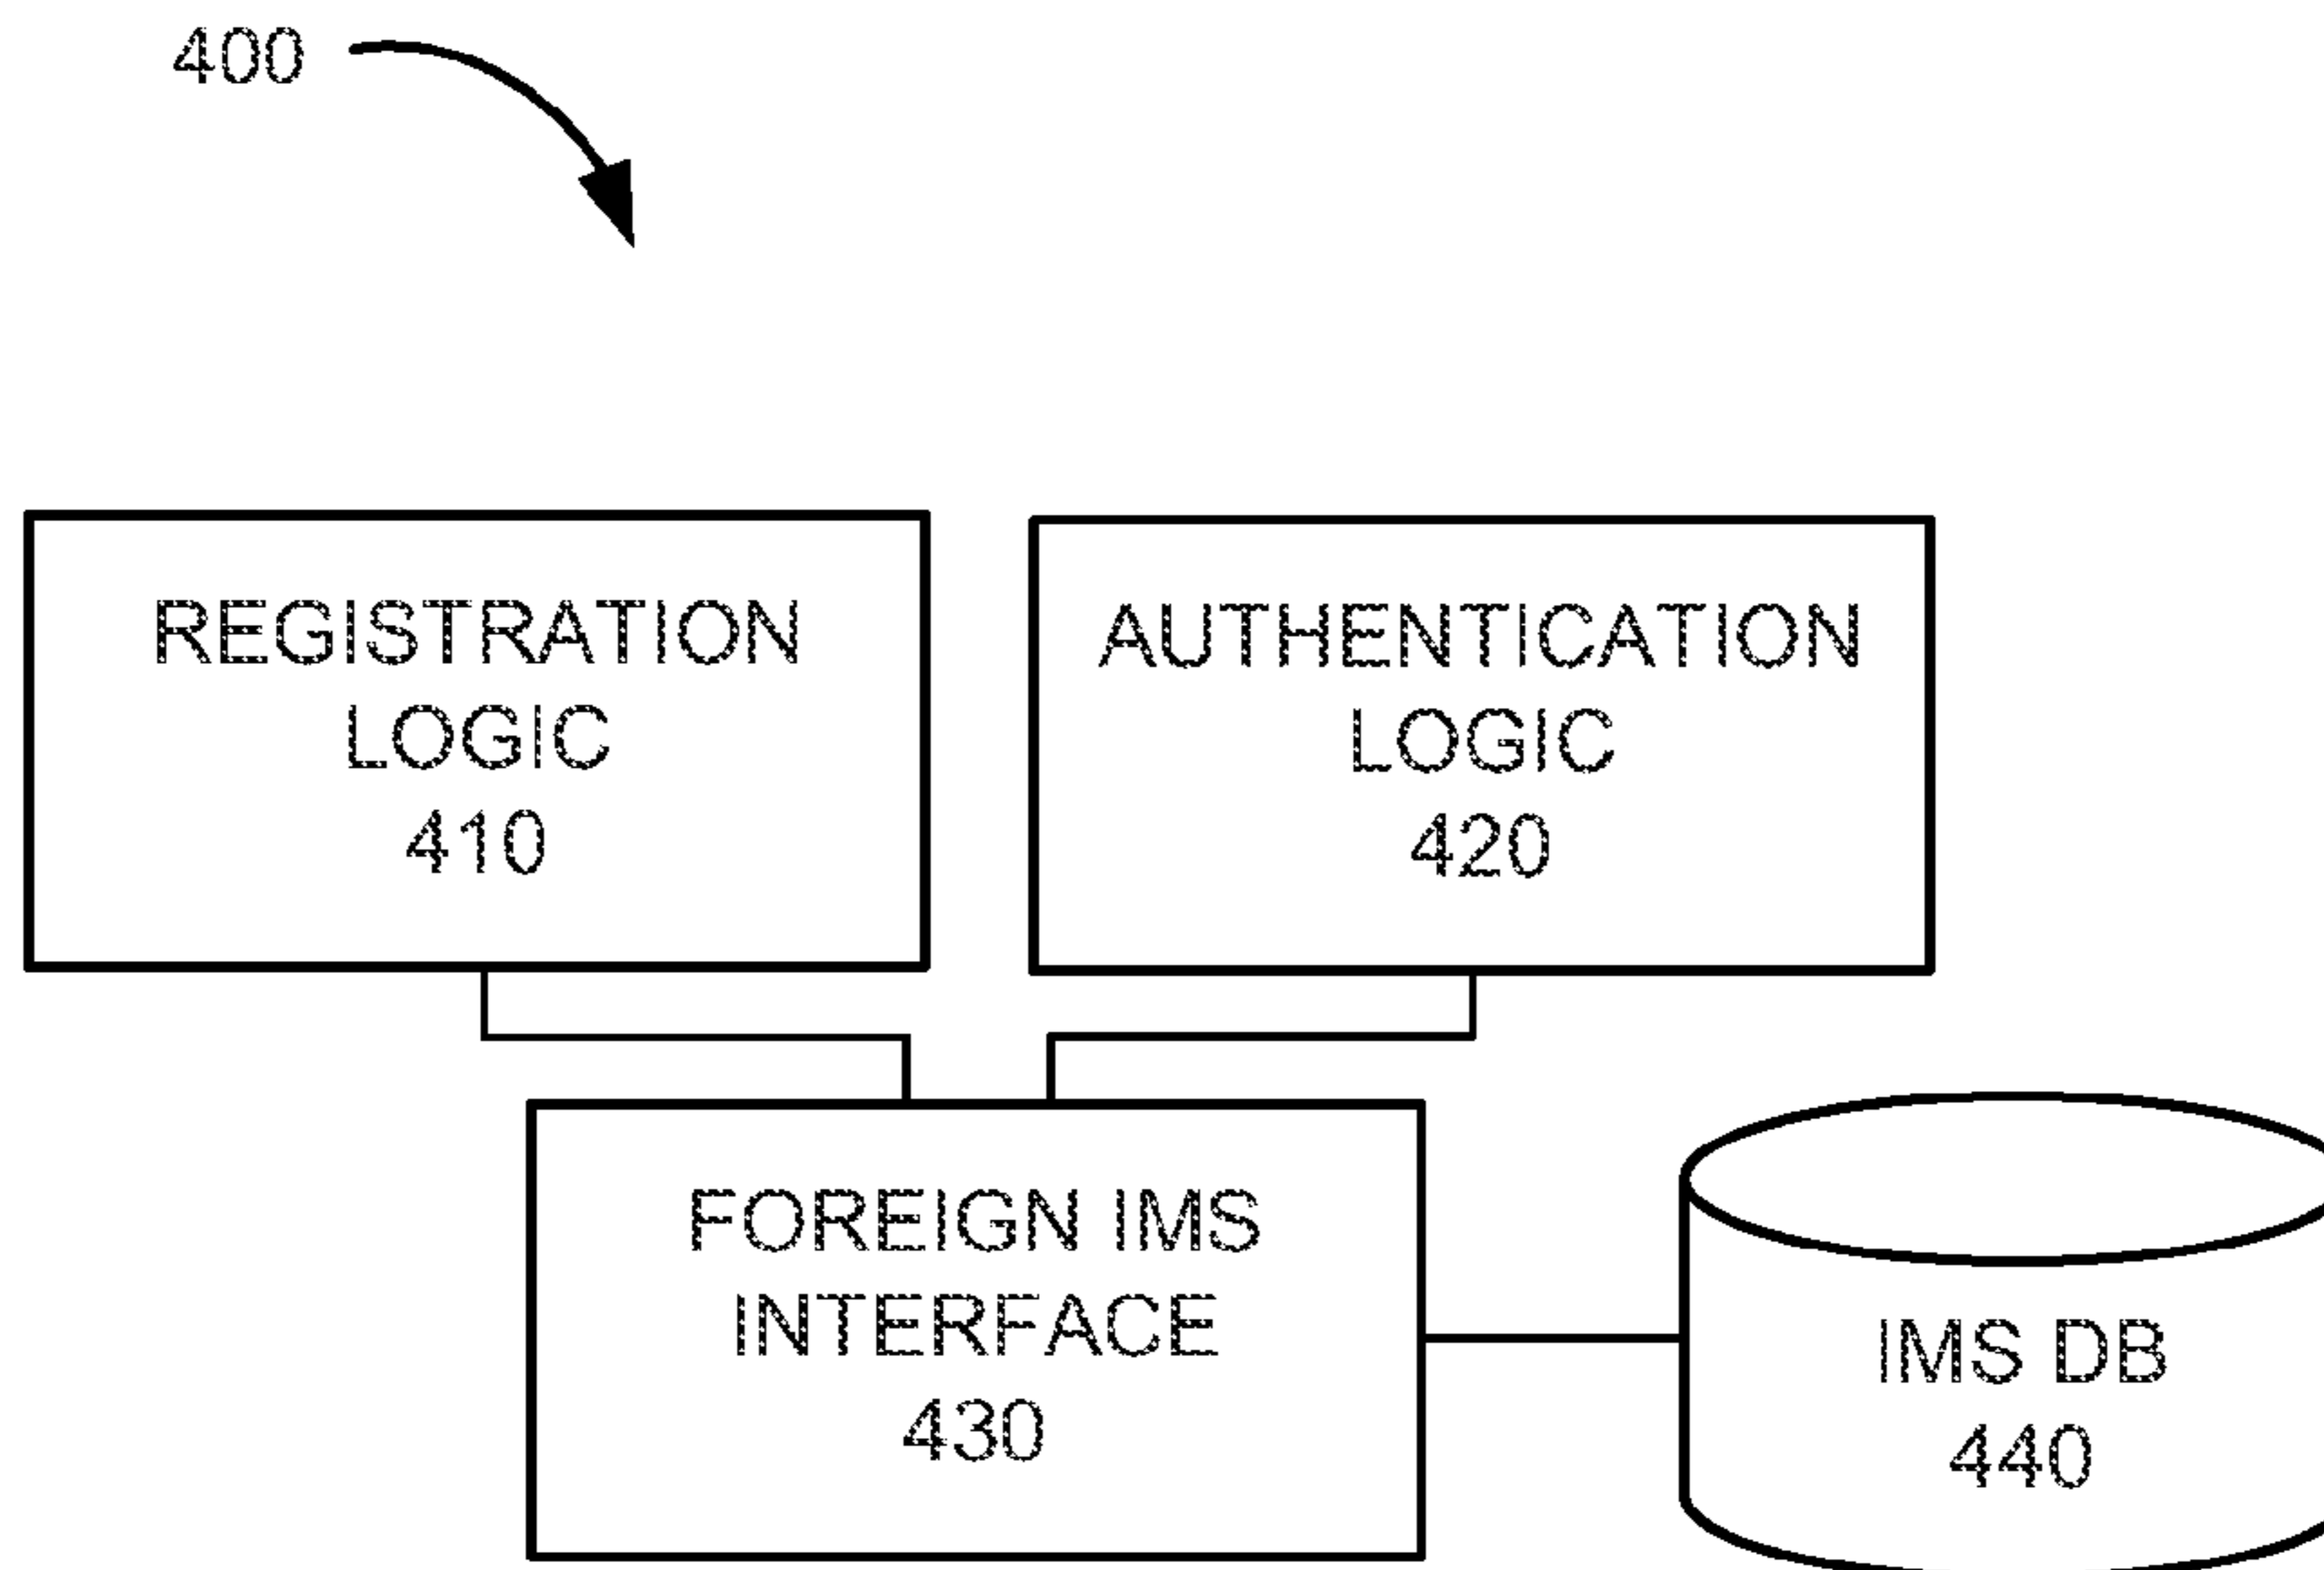 400
REGISTRATION
LOGIC
410
AUTHENTICATION
LOGIC
420
FOREIGN IMS
INTERFACE
430
IMS DB
440